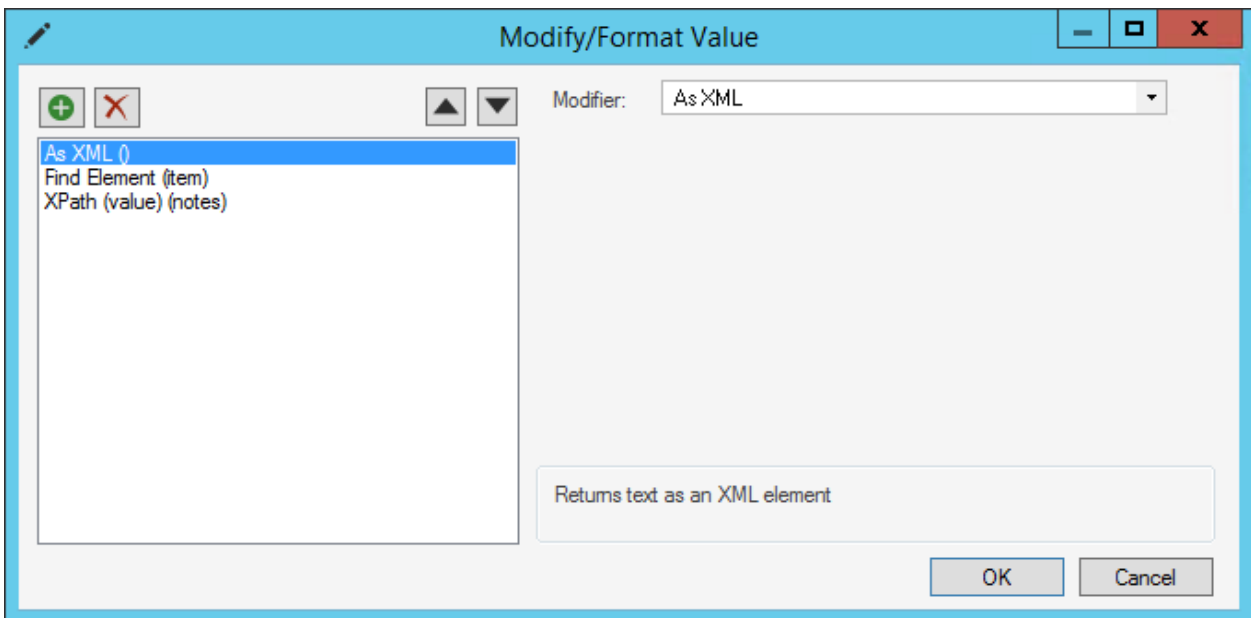 Modify/Format Value
Modifier: As XML
As XML ()
Find Element (item)
XPath (value) (notes)
Returns text as an XML element
OK Cancel